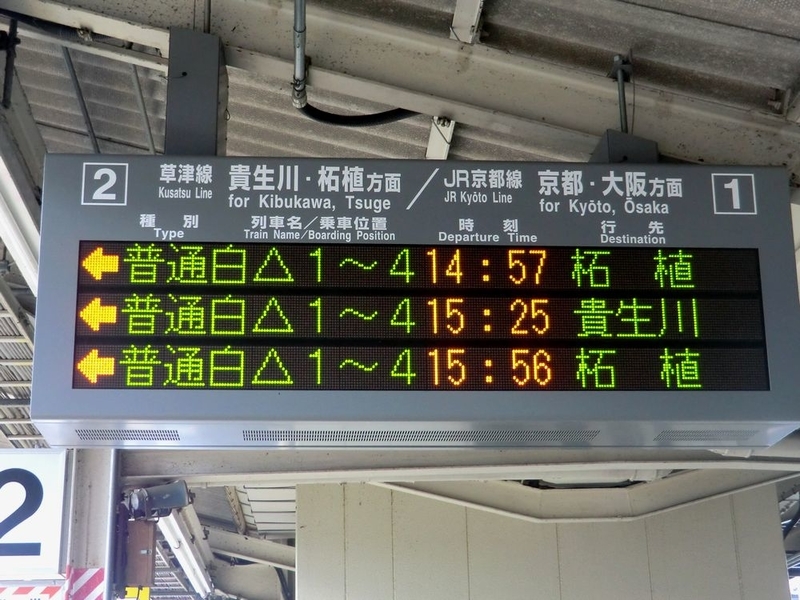 2 草津線 貴生川・柘植方面 / JR京都線 京都・大阪方面 1
Kusatsu Line for Kibukawa, Tsuge JR Kyōto Line for Kyōto, Ōsaka
種別 列車名/乗車位置 時刻 行先
Type Train Name/Boarding Position Departure Time Destination
←普通白△1~4 14:57 柘植
←普通白△1~4 15:25 貴生川
←普通白△1~4 15:56 柘植
2